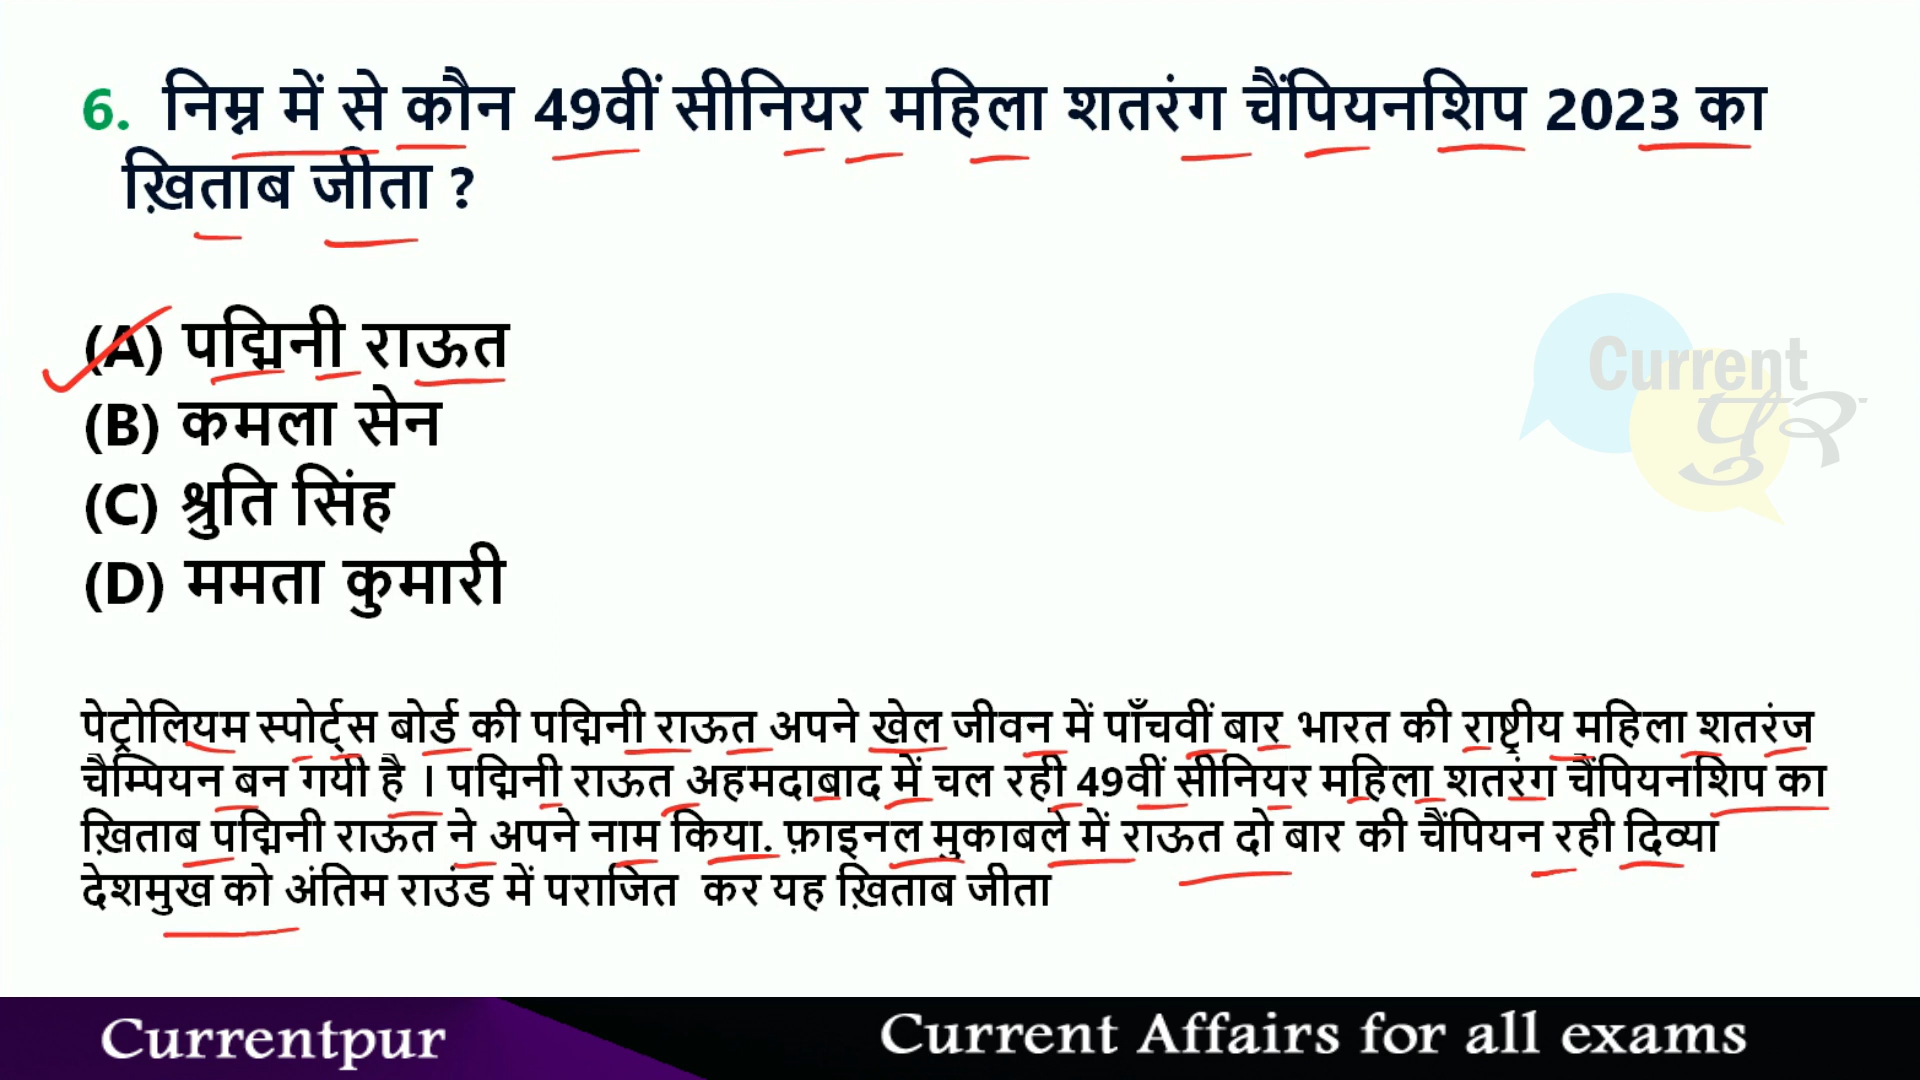 6. निम्न में से कौन 49वीं सीनियर महिला शतरंग चैंपियनशिप 2023 का
ख़िताब जीता ?
(A) पद्मिनी राऊत
(B) कमला सेन
(C) श्रुति सिंह
(D) ममता कुमारी
Current
पुर
पेट्रोलियम स्पोर्ट्स बोर्ड की पद्मिनी राऊत अपने खेल जीवन में पाँचवीं बार भारत की राष्ट्रीय महिला शतरंज
चैम्पियन बन गयी है । पद्मिनी राऊत अहमदाबाद में चल रही 49वीं सीनियर महिला शतरंग चैंपियनशिप का
ख़िताब पद्मिनी राऊत ने अपने नाम किया. फ़ाइनल मुकाबले में राऊत दो बार की चैंपियन रही दिव्या
देशमुख को अंतिम राउंड में पराजित कर यह ख़िताब जीता
Currentpur
Current Affairs for all exams